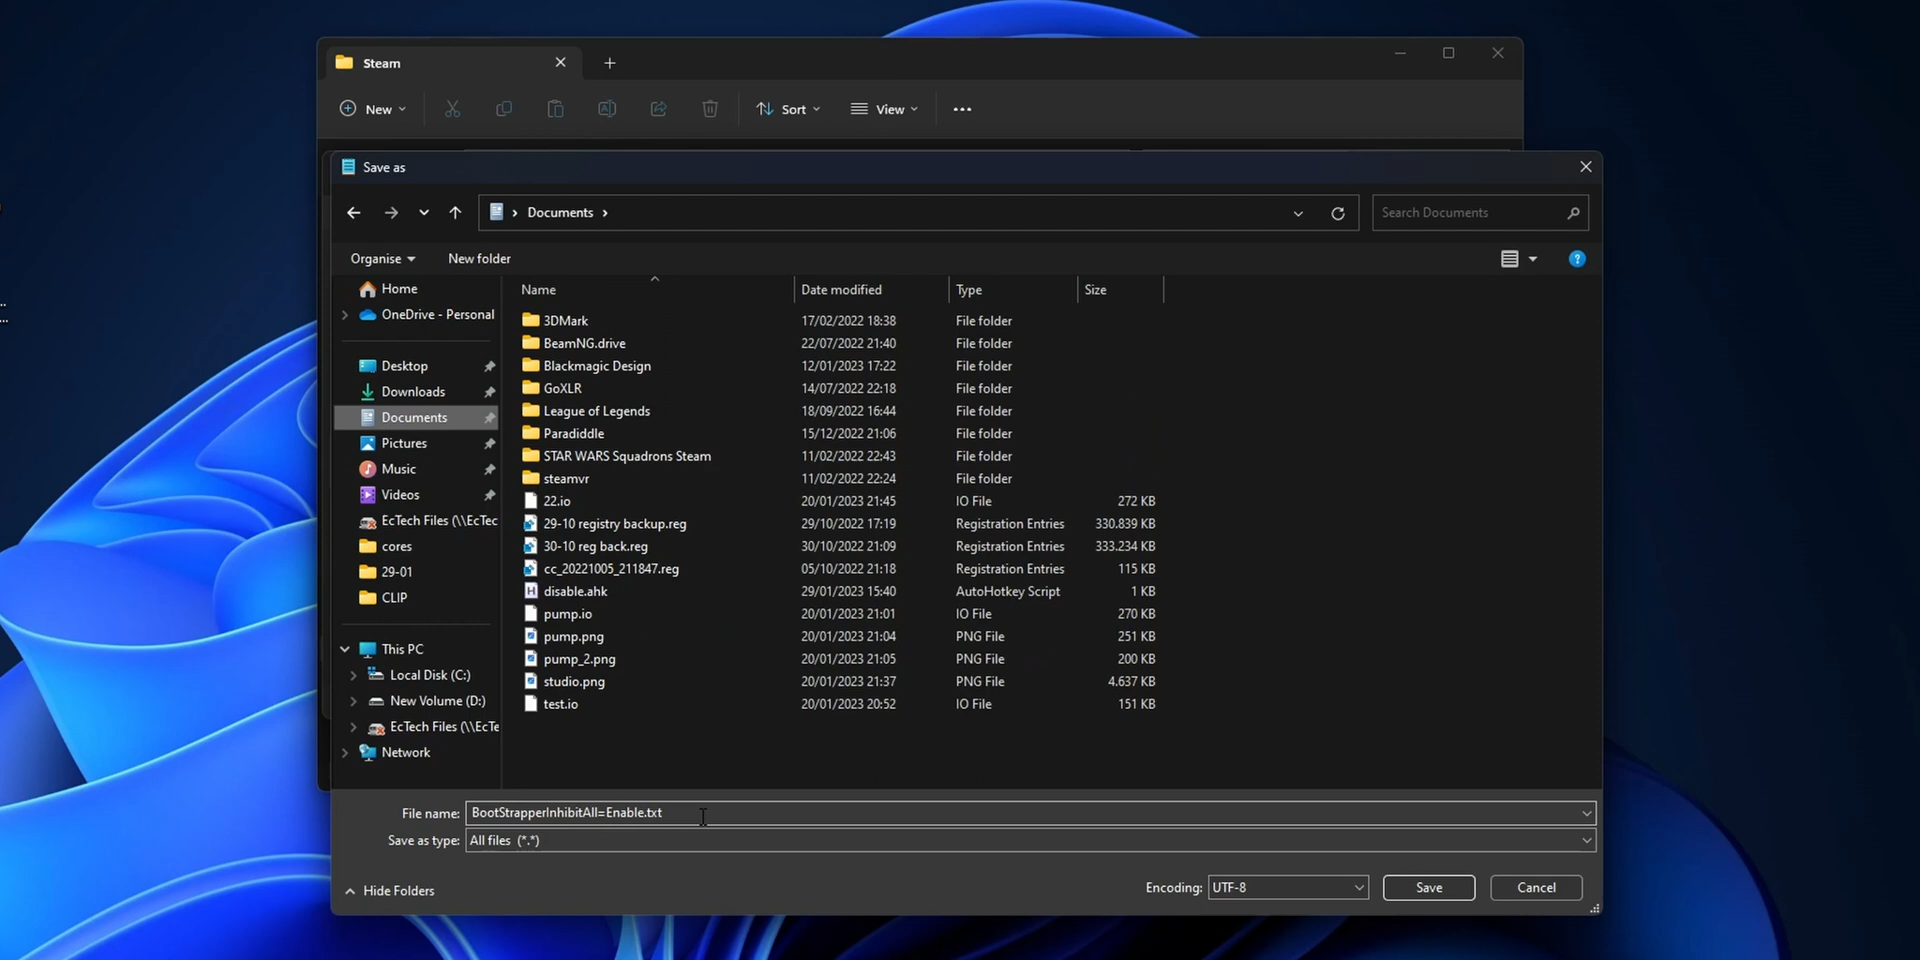 Steam
New Sort View
Save as
Documents Search Documents
Organise New folder
Name Date modified Type Size
Home
OneDrive - Personal
Desktop
Downloads
Documents
Pictures
Music
Videos
EcTech Files (\\EcTec
cores
29-01
CLIP
This PC
Local Disk (C:)
New Volume (D:)
EcTech Files (\\EcTe
Network
3DMark 17/02/2022 18:38 File folder
BeamNG.drive 22/07/2022 21:40 File folder
Blackmagic Design 12/01/2023 17:22 File folder
GoXLR 14/07/2022 22:18 File folder
League of Legends 18/09/2022 16:44 File folder
Paradiddle 15/12/2022 21:06 File folder
STAR WARS Squadrons Steam 11/02/2022 22:43 File folder
steamvr 11/02/2022 22:24 File folder
22.io 20/01/2023 21:45 IO File 272 KB
29-10 registry backup.reg 29/10/2022 17:19 Registration Entries 330.839 KB
30-10 reg back.reg 30/10/2022 21:09 Registration Entries 333.234 KB
cc_20221005_211847.reg 05/10/2022 21:18 Registration Entries 115 KB
disable.ahk 29/01/2023 15:40 AutoHotkey Script 1 KB
pump.io 20/01/2023 21:01 IO File 270 KB
pump.png 20/01/2023 21:04 PNG File 251 KB
pump_2.png 20/01/2023 21:05 PNG File 200 KB
studio.png 20/01/2023 21:37 PNG File 4.637 KB
test.io 20/01/2023 20:52 IO File 151 KB
File name: BootStrapperInhibitAll=Enable.txt
Save as type: All files (*.*)
Hide Folders Encoding: UTF-8 Save Cancel